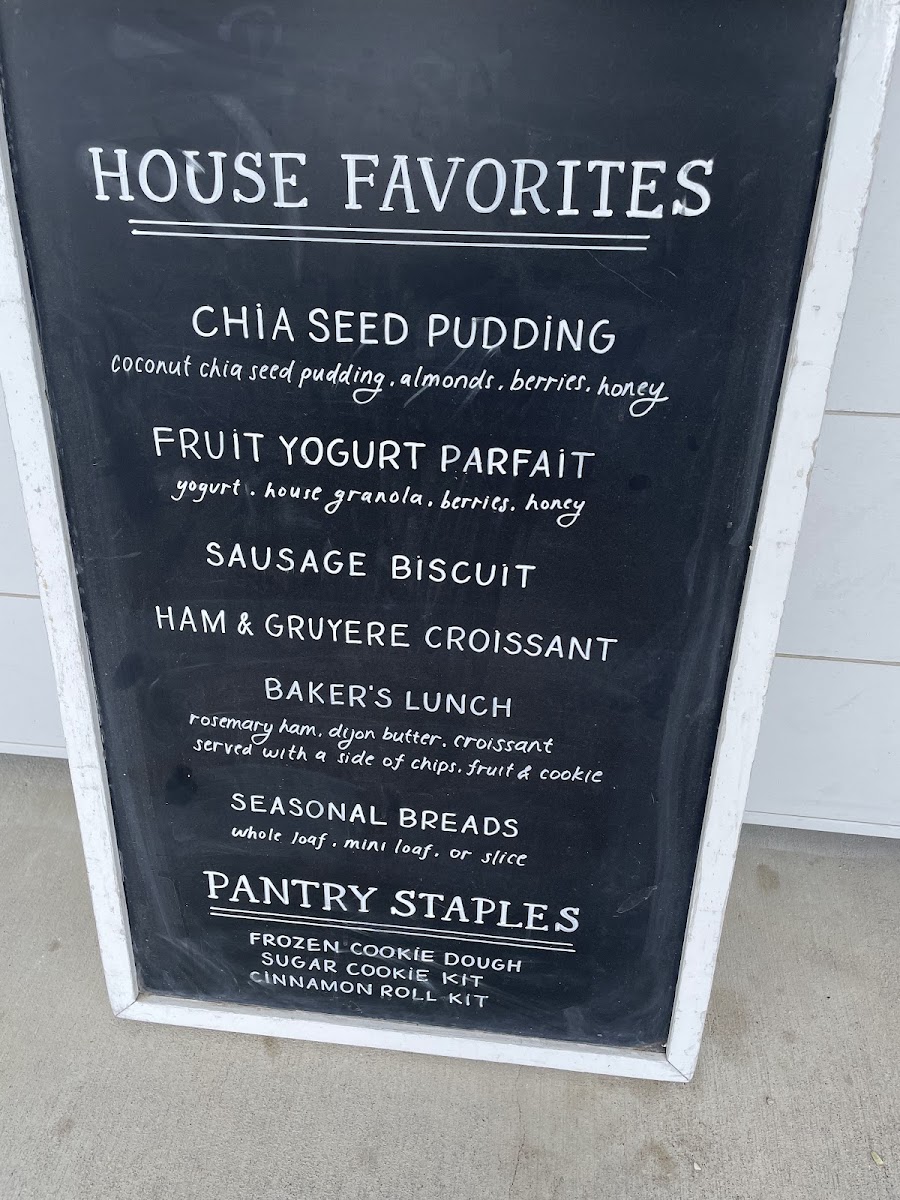 HOUSE FAVORITES
CHIA SEED PUDDING
coconut chia seed pudding, almonds, berries, honey
FRUIT YOGURT PARFAIT
yogurt, house granola, berries, honey
SAUSAGE BISCUIT
HAM & GRUYERE CROISSANT
BAKER'S LUNCH
rosemary ham, dijon butter, croissant
served with a side of chips, fruit & cookie
SEASONAL BREADS
whole loaf, mini loaf, or slice
PANTRY STAPLES
FROZEN COOKIE DOUGH
SUGAR COOKIE KIT
CINNAMON ROLL KIT